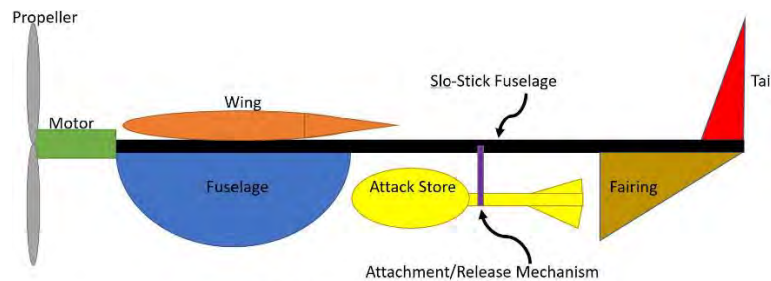 Propeller
Motor
Wing
Slo-Stick Fuselage
Tai
Fuselage
Attack Store
Fairing
Attachment/Release Mechanism